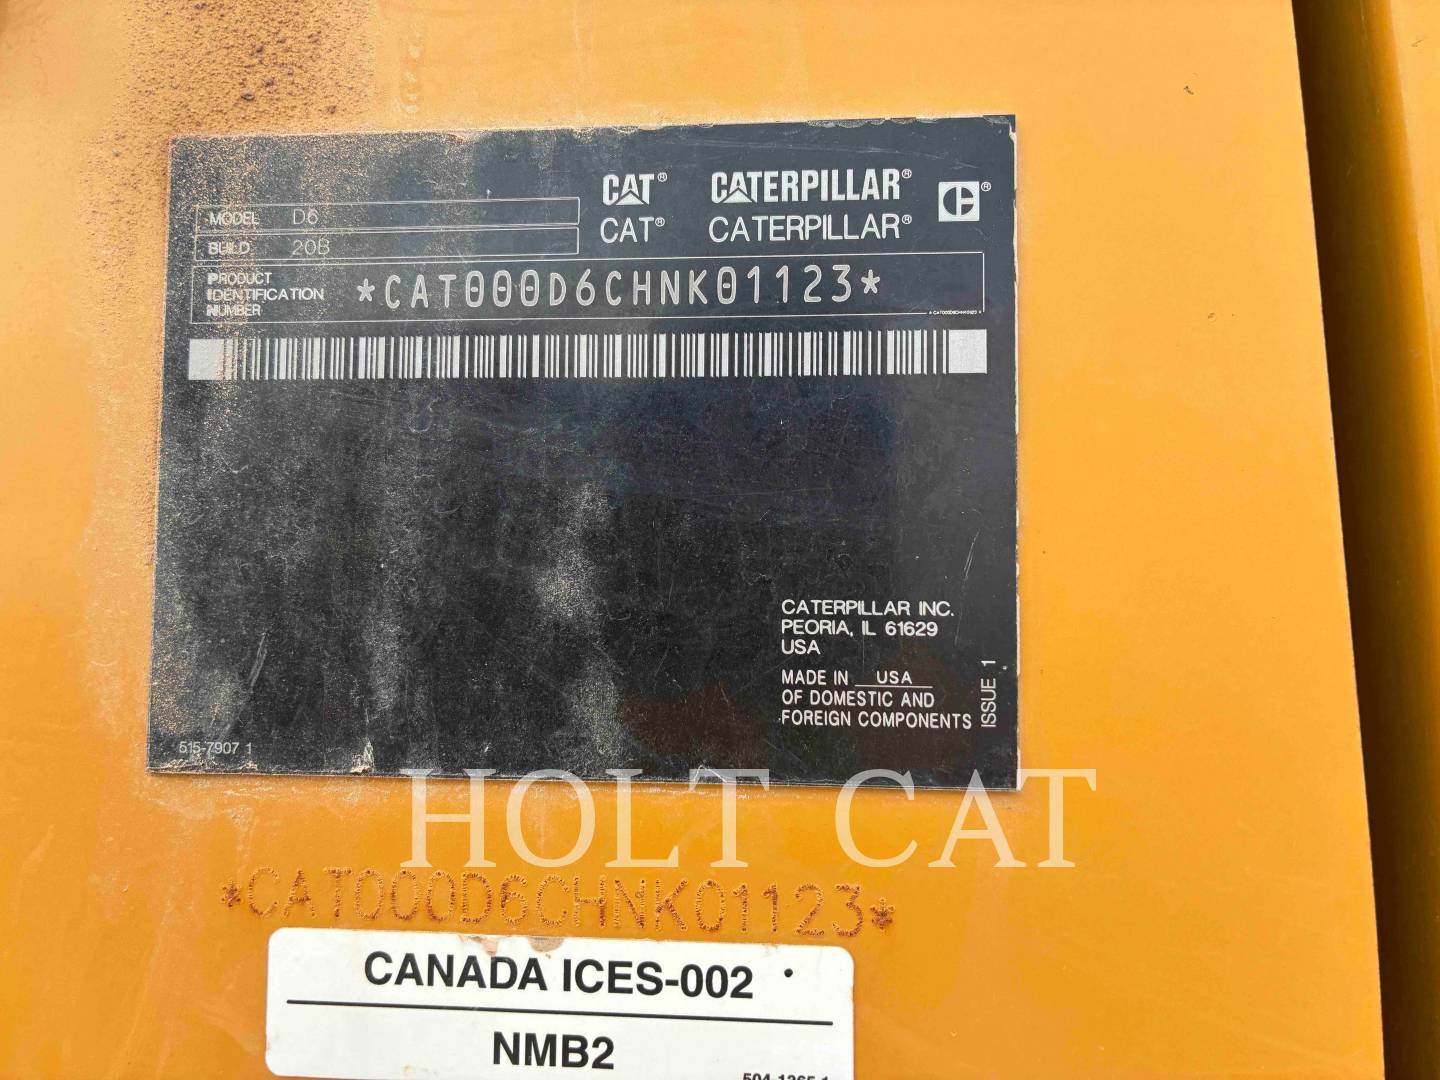 CAT® CATERPILLAR®
CAT® CATERPILLAR®
MODEL D6
BUILD 20B
PRODUCT IDENTIFICATION NUMBER *CAT000D6CHNK01123*
CATERPILLAR INC.
PEORIA, IL 61629
USA
MADE IN USA
OF DOMESTIC AND
FOREIGN COMPONENTS
ISSUE 1
515-7907 1
HOLT CAT
*CAT000D6CHNK01123*
CANADA ICES-002
NMB2